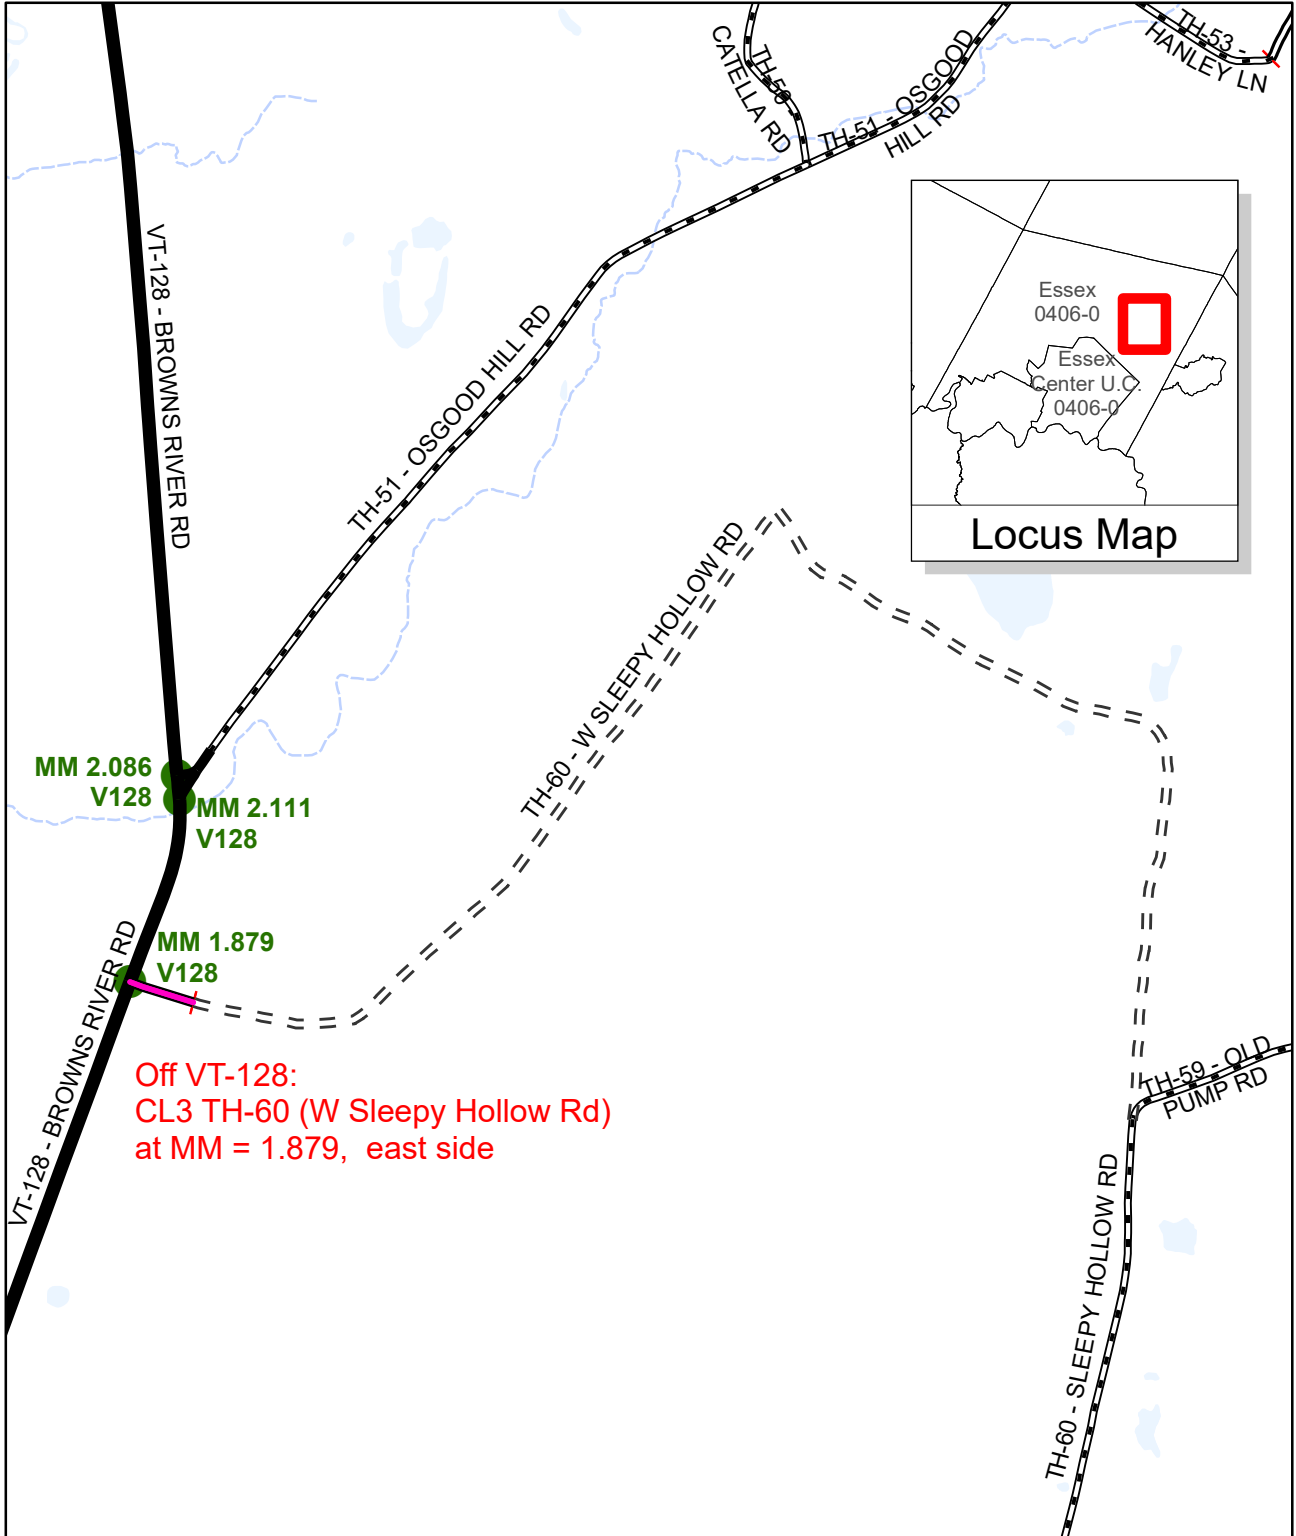 TH-53 -
HANLEY LN
TH-58 -
CATELLA RD
TH-51 - OSGOOD
HILL RD
VT-128 - BROWNS RIVER RD
TH-51 - OSGOOD HILL RD
Essex
0406-0
Essex
Center U.C.
0406-0
Locus Map
TH-60 - W SLEEPY HOLLOW RD
MM 2.086
V128
MM 2.111
V128
MM 1.879
V128
VT-128 - BROWNS RIVER RD
Off VT-128:
CL3 TH-60 (W Sleepy Hollow Rd)
at MM = 1.879,  east side
TH-59 - OLD
PUMP RD
TH-60 - SLEEPY HOLLOW RD